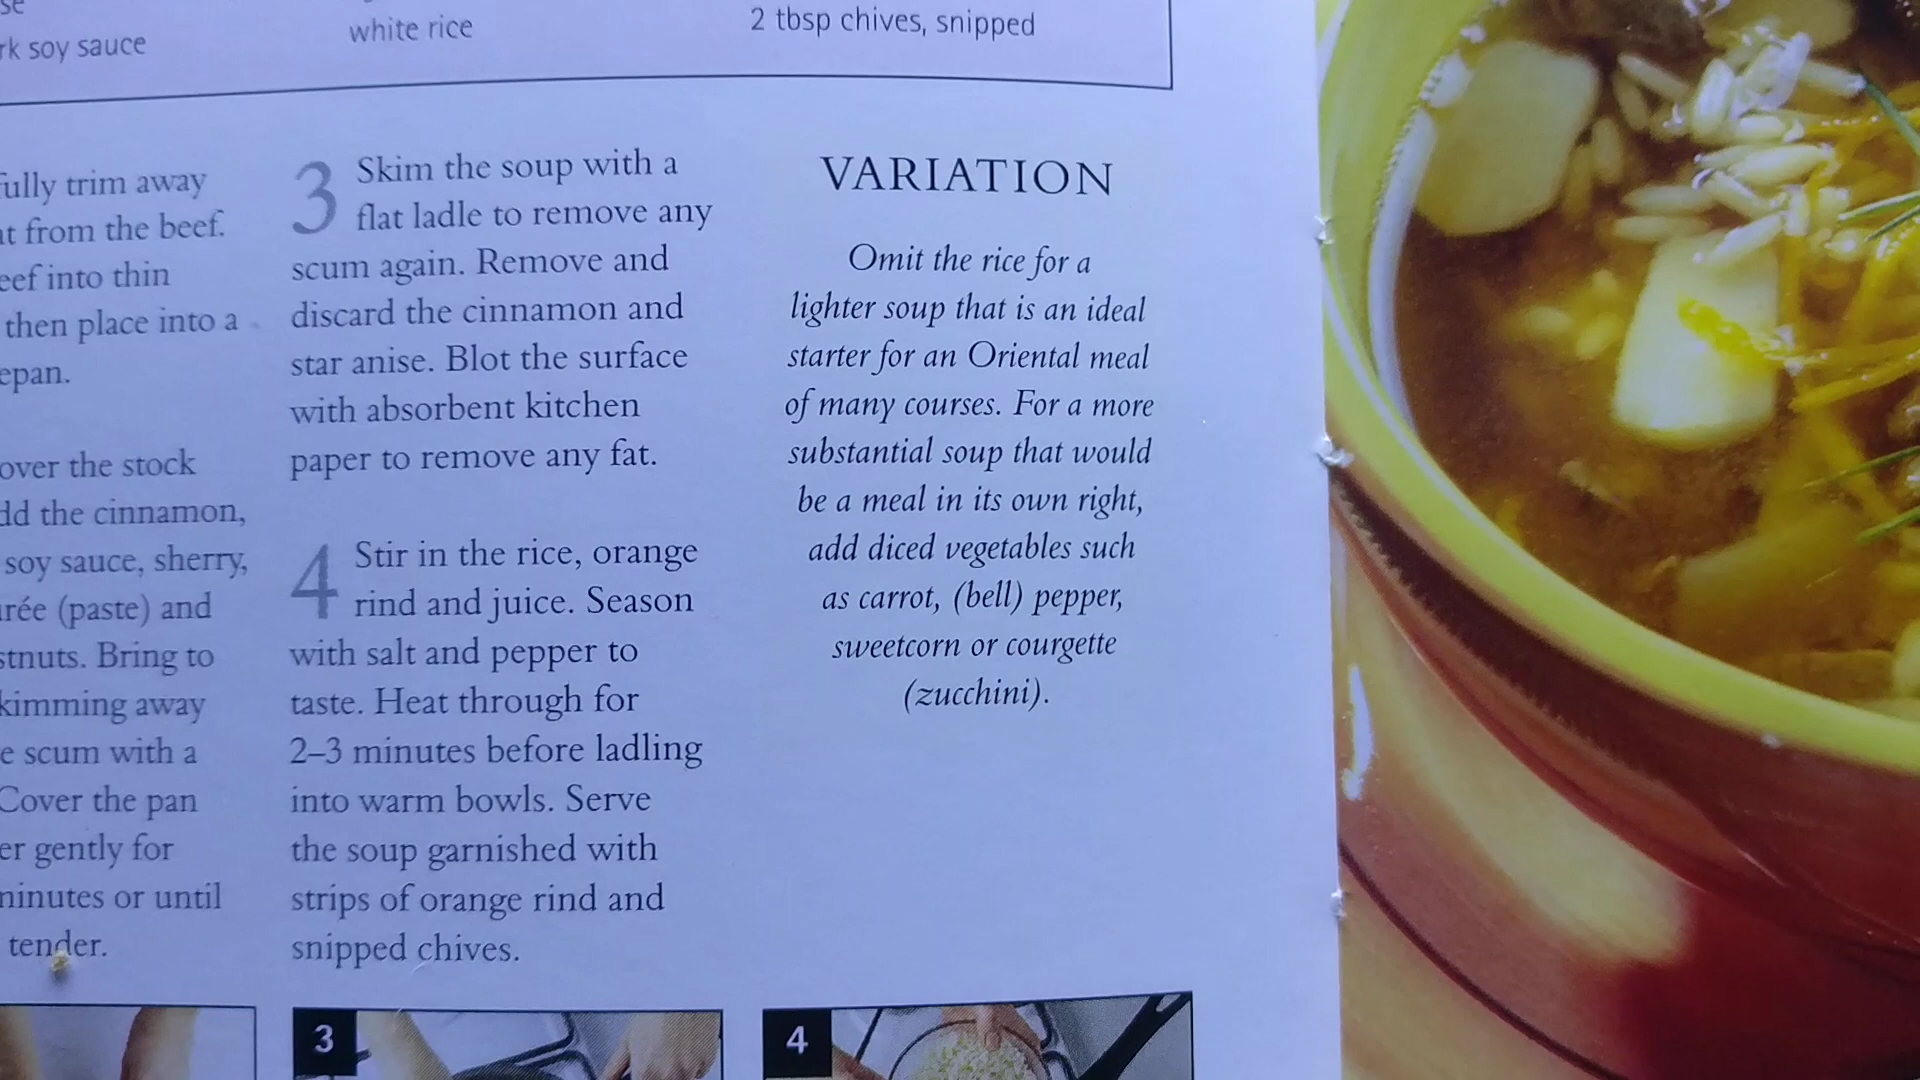 rk soy sauce
white rice
2 tbsp chives, snipped
fully trim away
at from the beef.
eef into thin
then place into a
epan.
over the stock
dd the cinnamon,
soy sauce, sherry,
urée (paste) and
stnuts. Bring to
kimming away
e scum with a
Cover the pan
er gently for
minutes or until
tender.
3 Skim the soup with a
flat ladle to remove any
scum again. Remove and
discard the cinnamon and
star anise. Blot the surface
with absorbent kitchen
paper to remove any fat.
4 Stir in the rice, orange
rind and juice. Season
with salt and pepper to
taste. Heat through for
2–3 minutes before ladling
into warm bowls. Serve
the soup garnished with
strips of orange rind and
snipped chives.
VARIATION
Omit the rice for a
lighter soup that is an ideal
starter for an Oriental meal
of many courses. For a more
substantial soup that would
be a meal in its own right,
add diced vegetables such
as carrot, (bell) pepper,
sweetcorn or courgette
(zucchini).
3
4